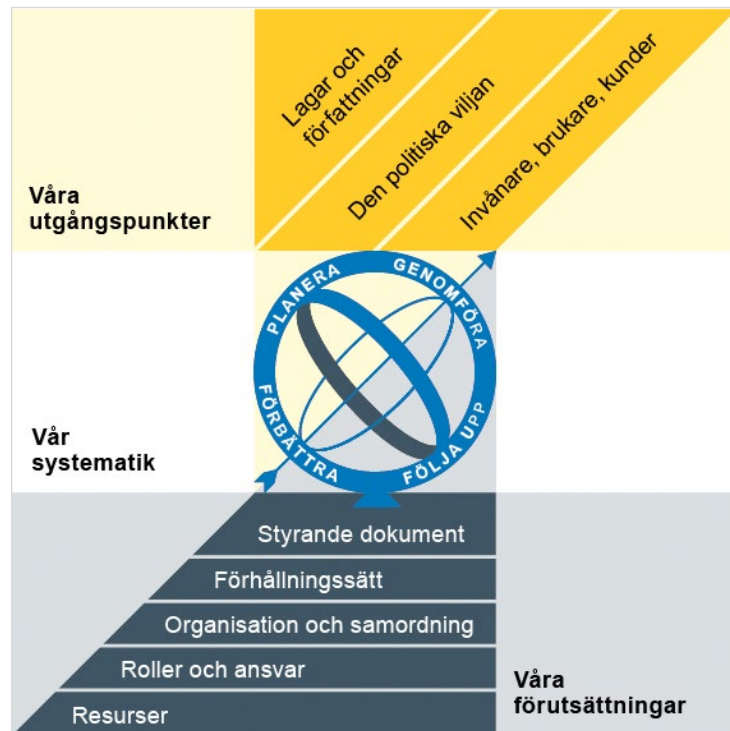 Lagar och
författningar
Den politiska viljan
Invånare, brukare, kunder
Våra
utgångspunkter
PLANERA
GENOMFÖRA
FÖLJA UPP
FÖRBÄTTRA
Vår
systematik
Styrande dokument
Förhållningssätt
Organisation och samordning
Roller och ansvar
Resurser
Våra
förutsättningar